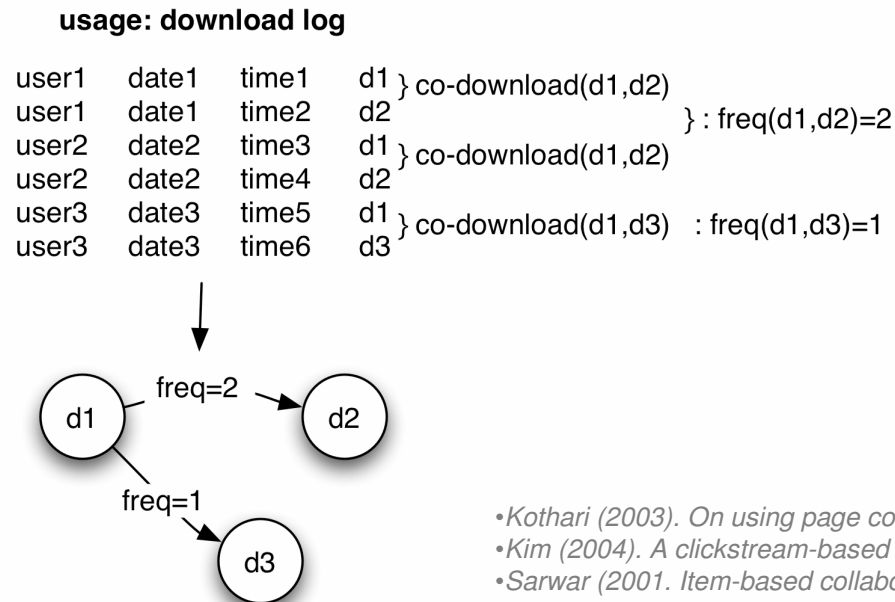 usage: download log
user1 date1 time1 d1 } co-download(d1,d2)
user1 date1 time2 d2
} : freq(d1,d2)=2
user2 date2 time3 d1 } co-download(d1,d2)
user2 date2 time4 d2
user3 date3 time5 d1 } co-download(d1,d3) : freq(d1,d3)=1
user3 date3 time6 d3
freq=2
d1
d2
freq=1
d3
•Kothari (2003). On using page co
•Kim (2004). A clickstream-based
•Sarwar (2001. Item-based collabo